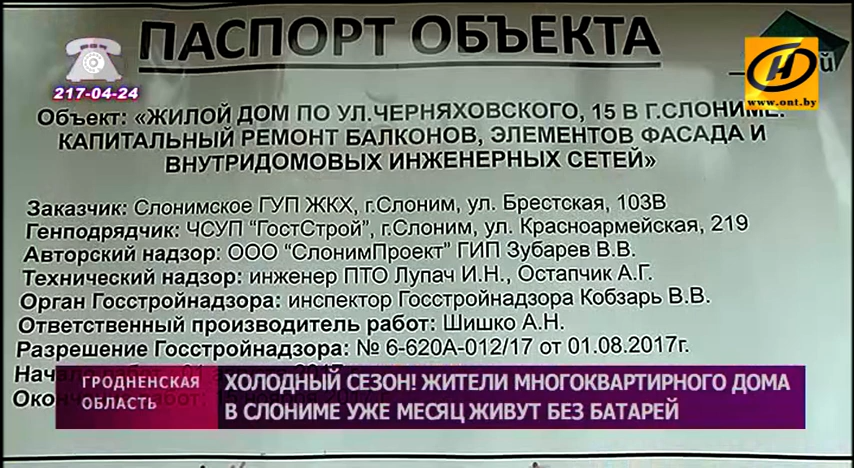 ПАСПОРТ ОБЪЕКТА
217-04-24
www.ont.by
Объект: «ЖИЛОЙ ДОМ ПО УЛ.ЧЕРНЯХОВСКОГО, 15 В Г.СЛОНИМЕ.
КАПИТАЛЬНЫЙ РЕМОНТ БАЛКОНОВ, ЭЛЕМЕНТОВ ФАСАДА И
ВНУТРИДОМОВЫХ ИНЖЕНЕРНЫХ СЕТЕЙ»
Заказчик: Слонимское ГУП ЖКХ, г.Слоним, ул. Брестская, 103В
Генподрядчик: ЧСУП "ГостСтрой", г.Слоним, ул. Красноармейская, 219
Авторский надзор: ООО "СлонимПроект" ГИП Зубарев В.В.
Технический надзор: инженер ПТО Лупач И.Н., Остапчик А.Г.
Орган Госстройнадзора: инспектор Госстройнадзора Кобзарь В.В.
Ответственный производитель работ: Шишко А.Н.
Разрешение Госстройнадзора: № 6-620А-012/17 от 01.08.2017г.
ГРОДНЕНСКАЯ
ОБЛАСТЬ
ХОЛОДНЫЙ СЕЗОН! ЖИТЕЛИ МНОГОКВАРТИРНОГО ДОМА
В СЛОНИМЕ УЖЕ МЕСЯЦ ЖИВУТ БЕЗ БАТАРЕЙ